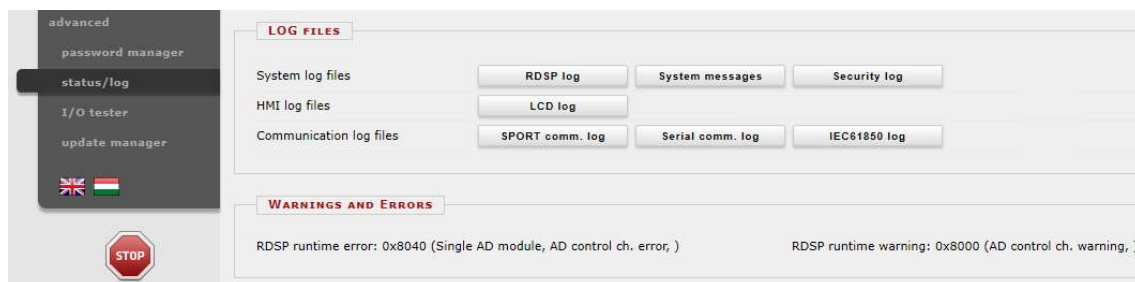 advanced
password manager
status/log
I/O tester
update manager
STOP
LOG FILES
System log files RDSP log System messages Security log
HMI log files LCD log
Communication log files SPORT comm. log Serial comm. log IEC61850 log
WARNINGS AND ERRORS
RDSP runtime error: 0x8040 (Single AD module, AD control ch. error, ) RDSP runtime warning: 0x8000 (AD control ch. warning, )